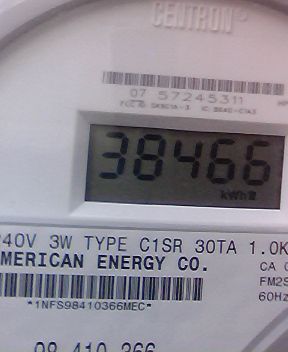 CENTRON®
07 57245311
38466
kWh
240V 3W TYPE C1SR 30TA 1.0K
AMERICAN ENERGY CO.
CA
FM2S
60Hz
*1NFS98410366MEC*
98 410 366